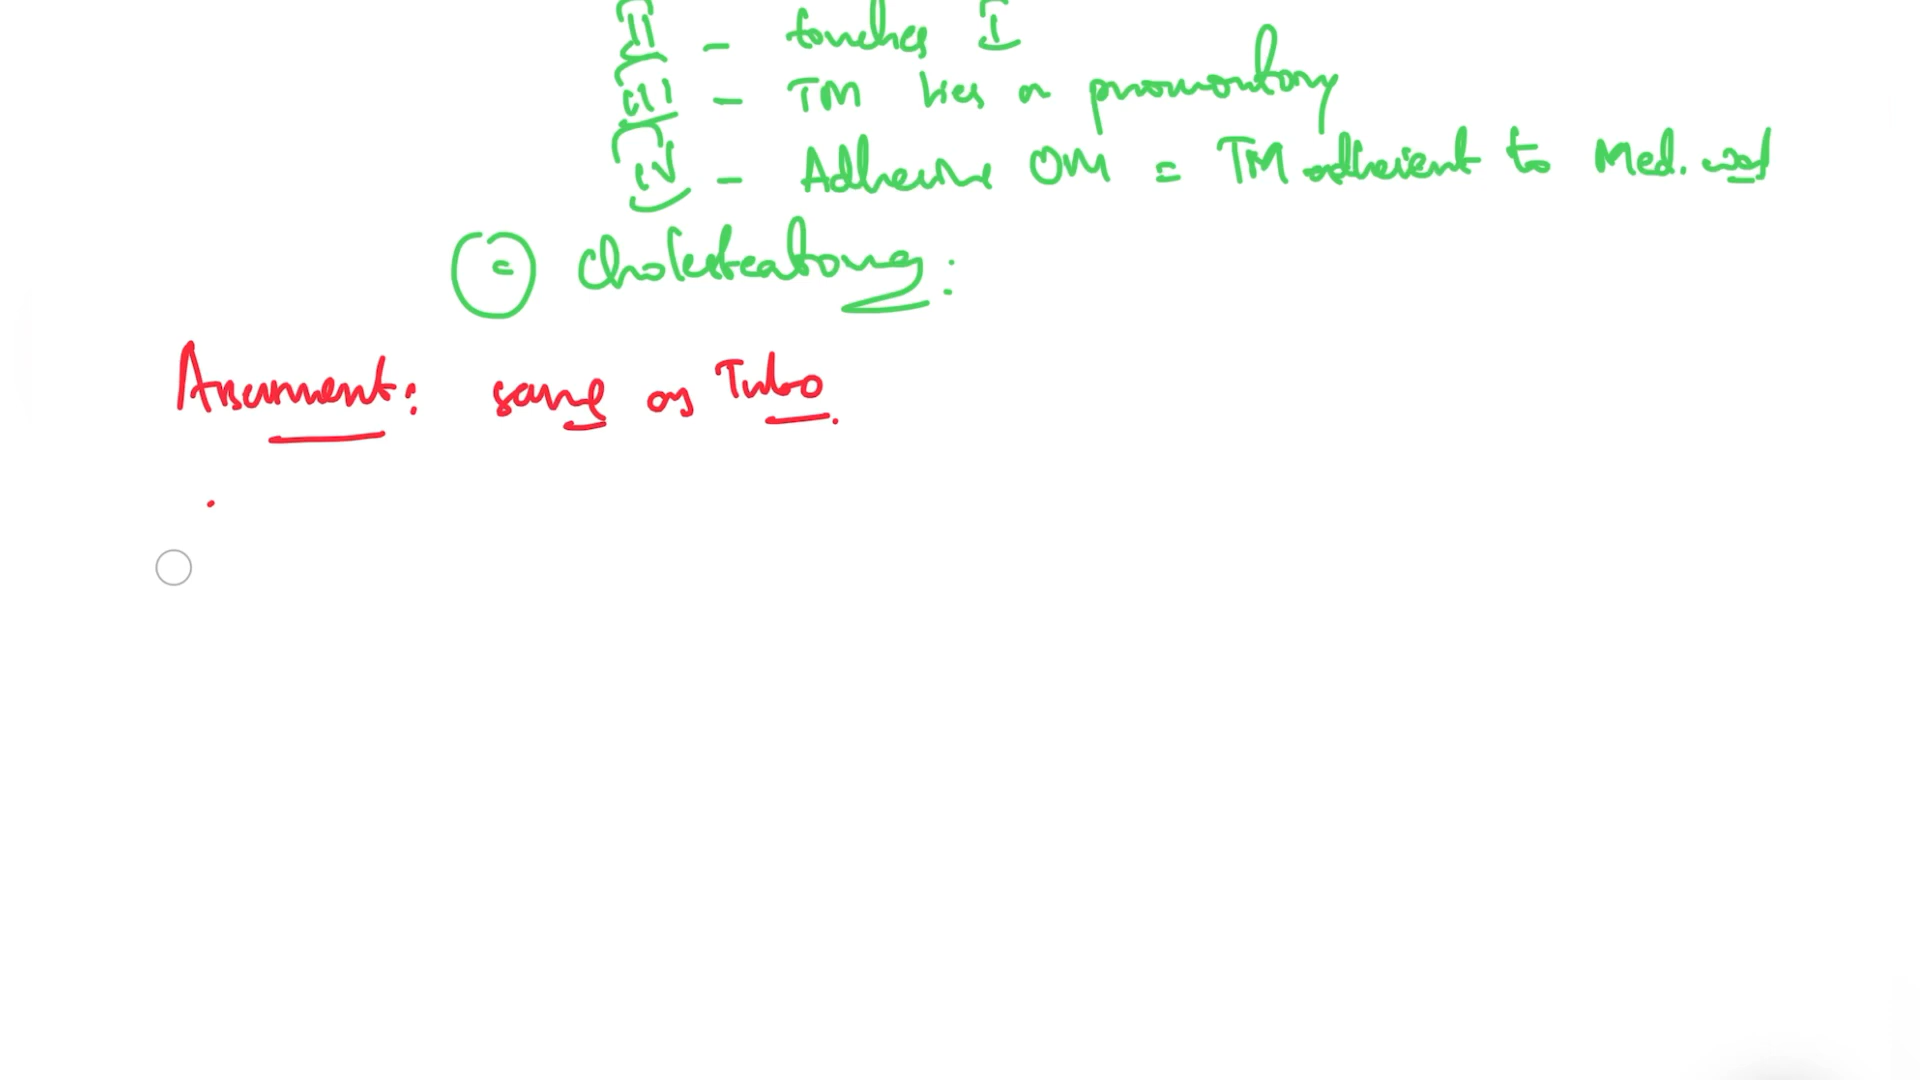 II - touches I
III - TM lies on promontory
IV - Adhesive OM = TM adherent to Med. wall
c Cholesteatoma:
Assessment: same as Tubo.